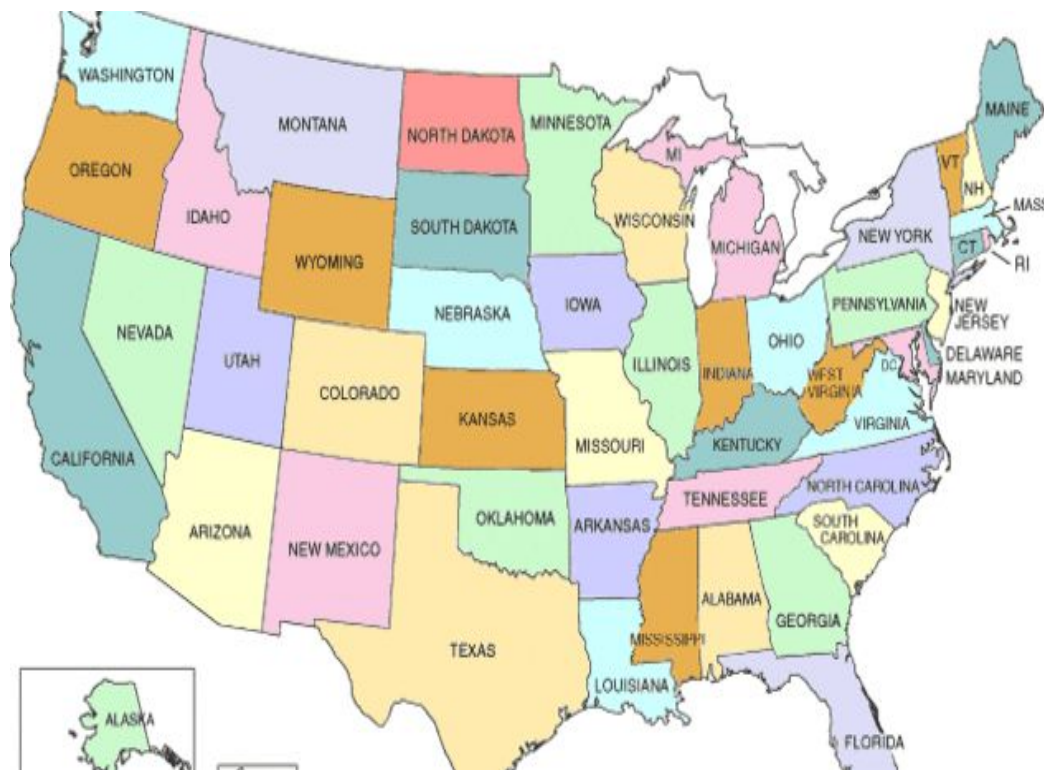 WASHINGTON
MAINE
MONTANA
NORTH DAKOTA
MINNESOTA
OREGON
MI
VT
NH
MASS
IDAHO
SOUTH DAKOTA
WISCONSIN
MICHIGAN
NEW YORK
CT
RI
WYOMING
NEBRASKA
IOWA
PENNSYLVANIA
NEW
JERSEY
NEVADA
UTAH
COLORADO
ILLINOIS
INDIANA
OHIO
WEST
VIRGINIA
DC
DELAWARE
MARYLAND
KANSAS
MISSOURI
KENTUCKY
VIRGINIA
CALIFORNIA
ARIZONA
NEW MEXICO
OKLAHOMA
ARKANSAS
TENNESSEE
NORTH CAROLINA
SOUTH
CAROLINA
TEXAS
MISSISSIPPI
ALABAMA
GEORGIA
LOUISIANA
ALASKA
FLORIDA